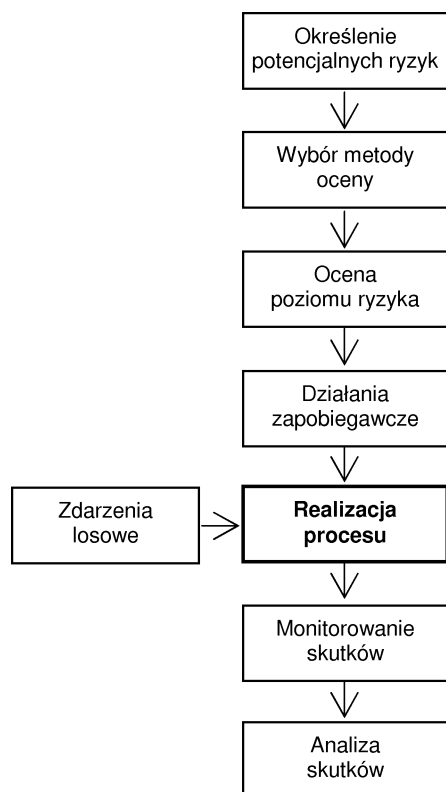 Określenie
potencjalnych ryzyk
Wybór metody
oceny
Ocena
poziomu ryzyka
Działania
zapobiegawcze
Zdarzenia
losowe
Realizacja
procesu
Monitorowanie
skutków
Analiza
skutków